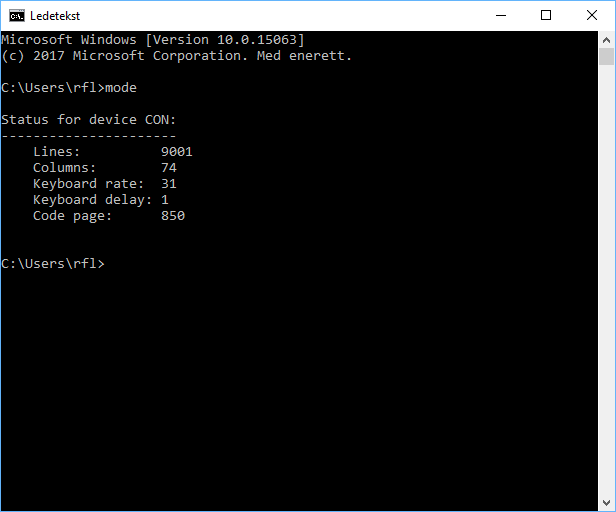 Ledetekst
Microsoft Windows [Version 10.0.15063]
(c) 2017 Microsoft Corporation. Med enerett.
C:\Users\rfl>mode
Status for device CON:
----------------------
    Lines:          9001
    Columns:        74
    Keyboard rate:  31
    Keyboard delay: 1
    Code page:      850
C:\Users\rfl>